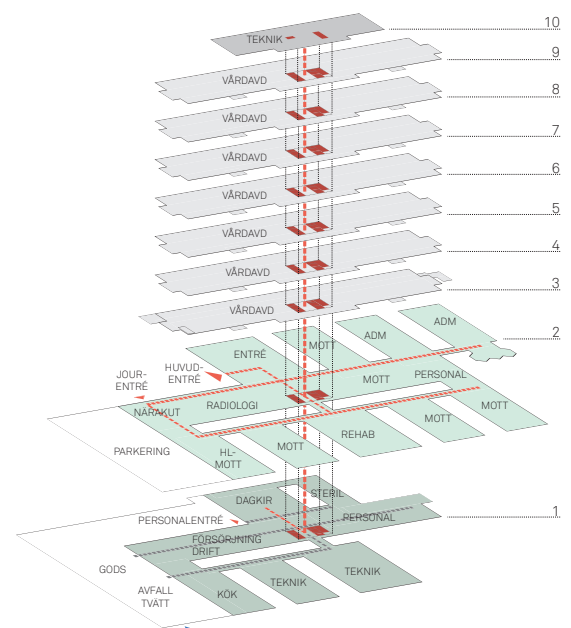 10
TEKNIK
9
VÅRDAVD
8
VÅRDAVD
7
VÅRDAVD
6
VÅRDAVD
5
VÅRDAVD
4
VÅRDAVD
3
VÅRDAVD
2
ADM
ADM
MOTT
ENTRÉ
HUVUD-
ENTRÉ
JOUR-
ENTRÉ
MOTT
PERSONAL
NÄRAKUT
RADIOLOGI
MOTT
MOTT
REHAB
MOTT
HL-
MOTT
PARKERING
1
STERIL
DAGKIR
PERSONALENTRÉ
PERSONAL
FÖRSÖRJNING
DRIFT
GODS
AVFALL
TVÄTT
KÖK
TEKNIK
TEKNIK